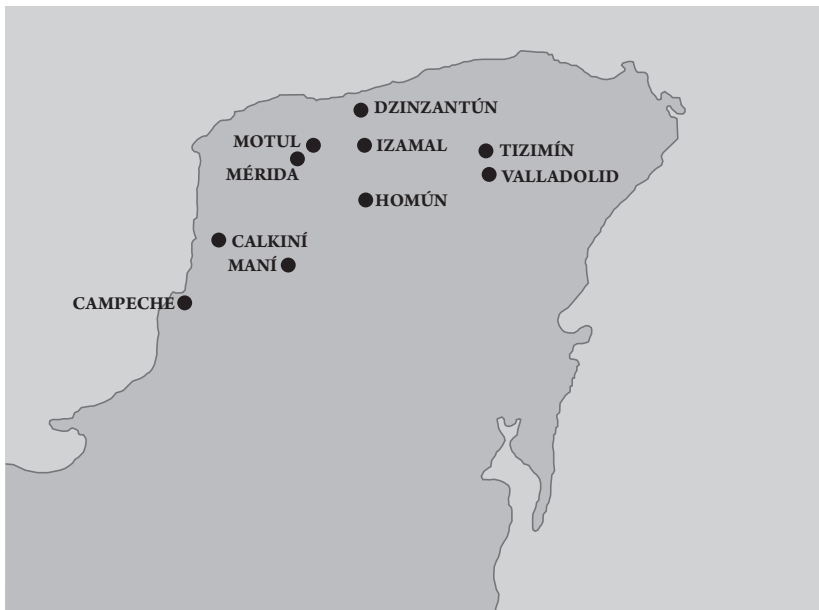 DZINZANTÚN
MOTUL
IZAMAL
TIZIMÍN
MÉRIDA
VALLADOLID
HOMÚN
CALKINÍ
MANÍ
CAMPECHE